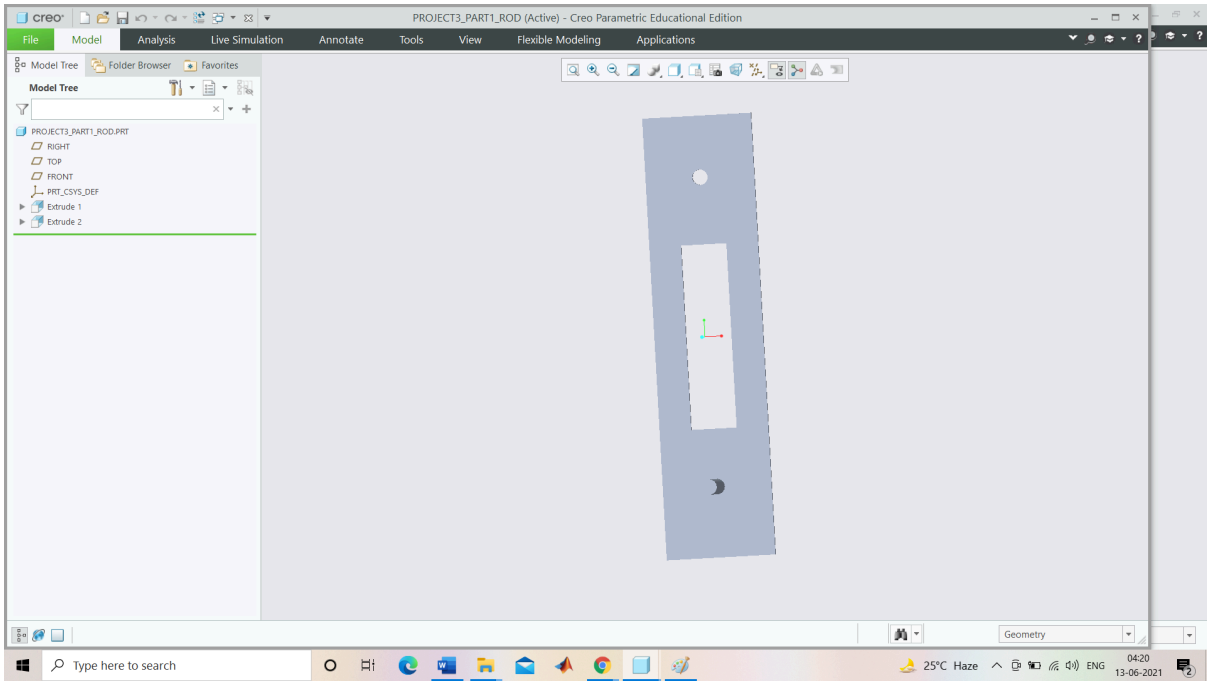 creo®
PROJECT3_PART1_ROD (Active) - Creo Parametric Educational Edition
File Model Analysis Live Simulation Annotate Tools View Flexible Modeling Applications
Model Tree Folder Browser Favorites
Model Tree
PROJECT3_PART1_ROD.PRT
RIGHT
TOP
FRONT
PRT_CSYS_DEF
Extrude 1
Extrude 2
Geometry
Type here to search
25°C Haze
ENG
04:20
13-06-2021
2